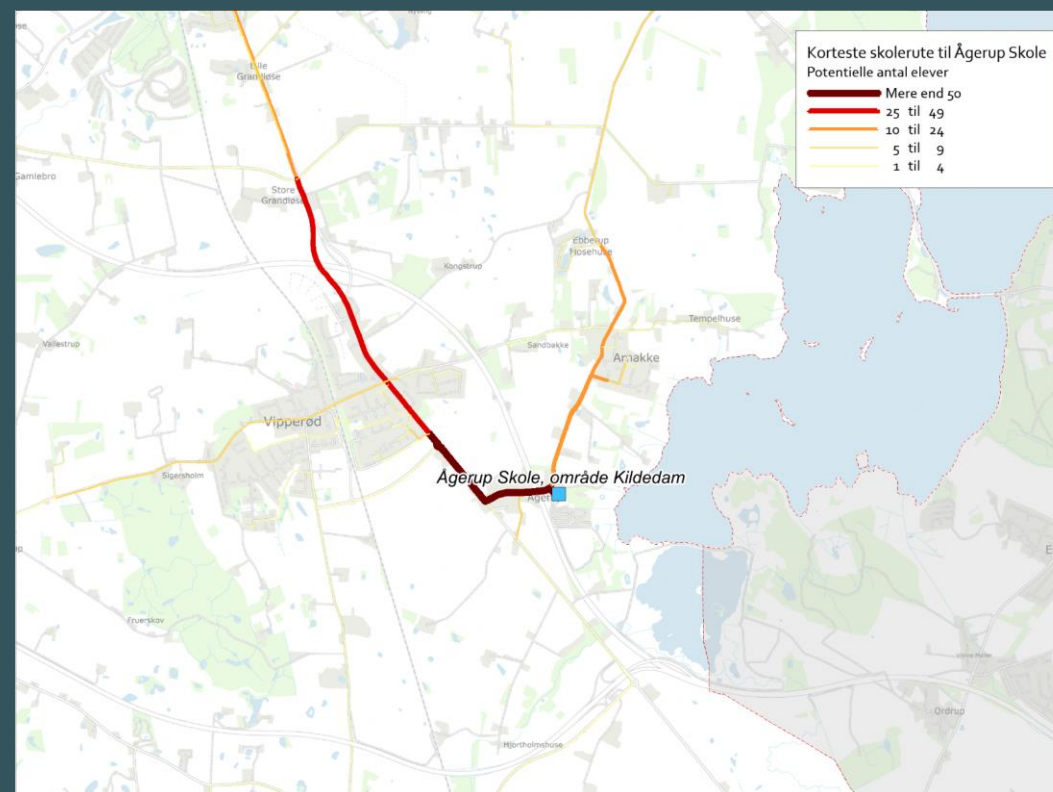 Korteste skolerute til Ågerup Skole
Potentielle antal elever
Mere end 50
25 til 49
10 til 24
5 til 9
1 til 4
Lille
Grandløse
Gamlebro
Store
Grandløse
Ebberup
Mosehuse
Kongstrup
Tempelhuse
Vallestrup
Sandbakke
Arnakke
Vipperød
Sigersholm
Ågerup Skole, område Kildedam
Fruerskov
Ordrup
Hjortholmshuse